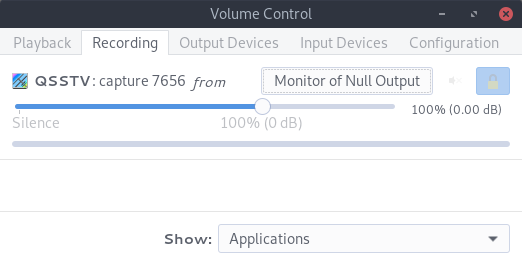 Volume Control
Playback Recording Output Devices Input Devices Configuration
QSSTV: capture 7656 from Monitor of Null Output
100% (0.00 dB)
Silence 100% (0 dB)
Show: Applications